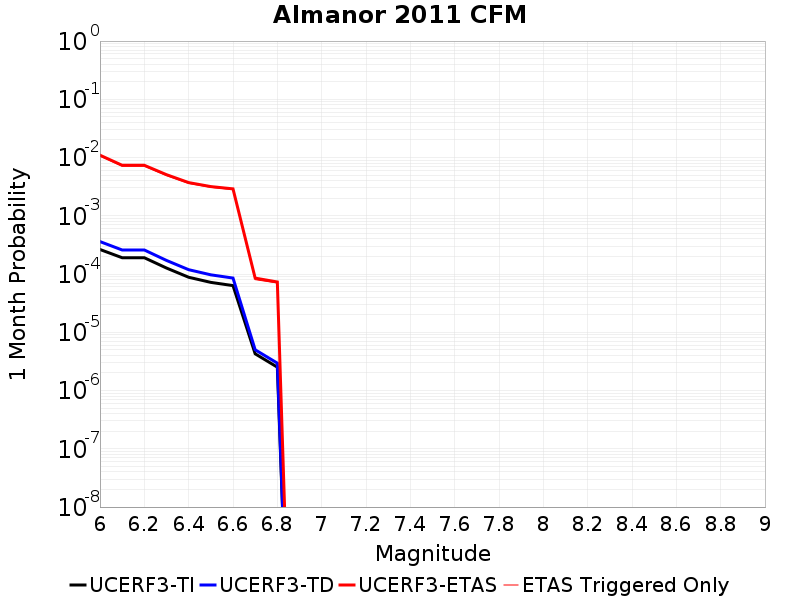 Almanor 2011 CFM
1 Month Probability
10^0
10^-1
10^-2
10^-3
10^-4
10^-5
10^-6
10^-7
10^-8
6 6.2 6.4 6.6 6.8 7 7.2 7.4 7.6 7.8 8 8.2 8.4 8.6 8.8 9
Magnitude
UCERF3-TI UCERF3-TD UCERF3-ETAS ETAS Triggered Only